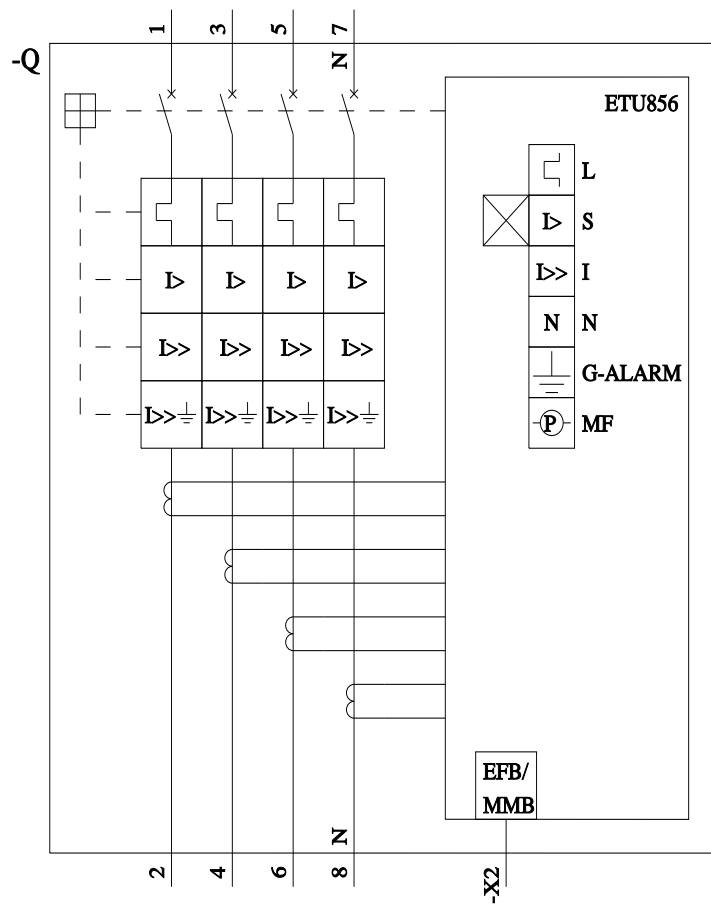 1 3 5 7
N
-Q
ETU856
L
I> S
I>> I
N N
G-ALARM
P MF
I> I> I> I>
I>> I>> I>> I>>
I>> I>> I>> I>>
EFB/
MMB
N
2 4 6 8
-X2